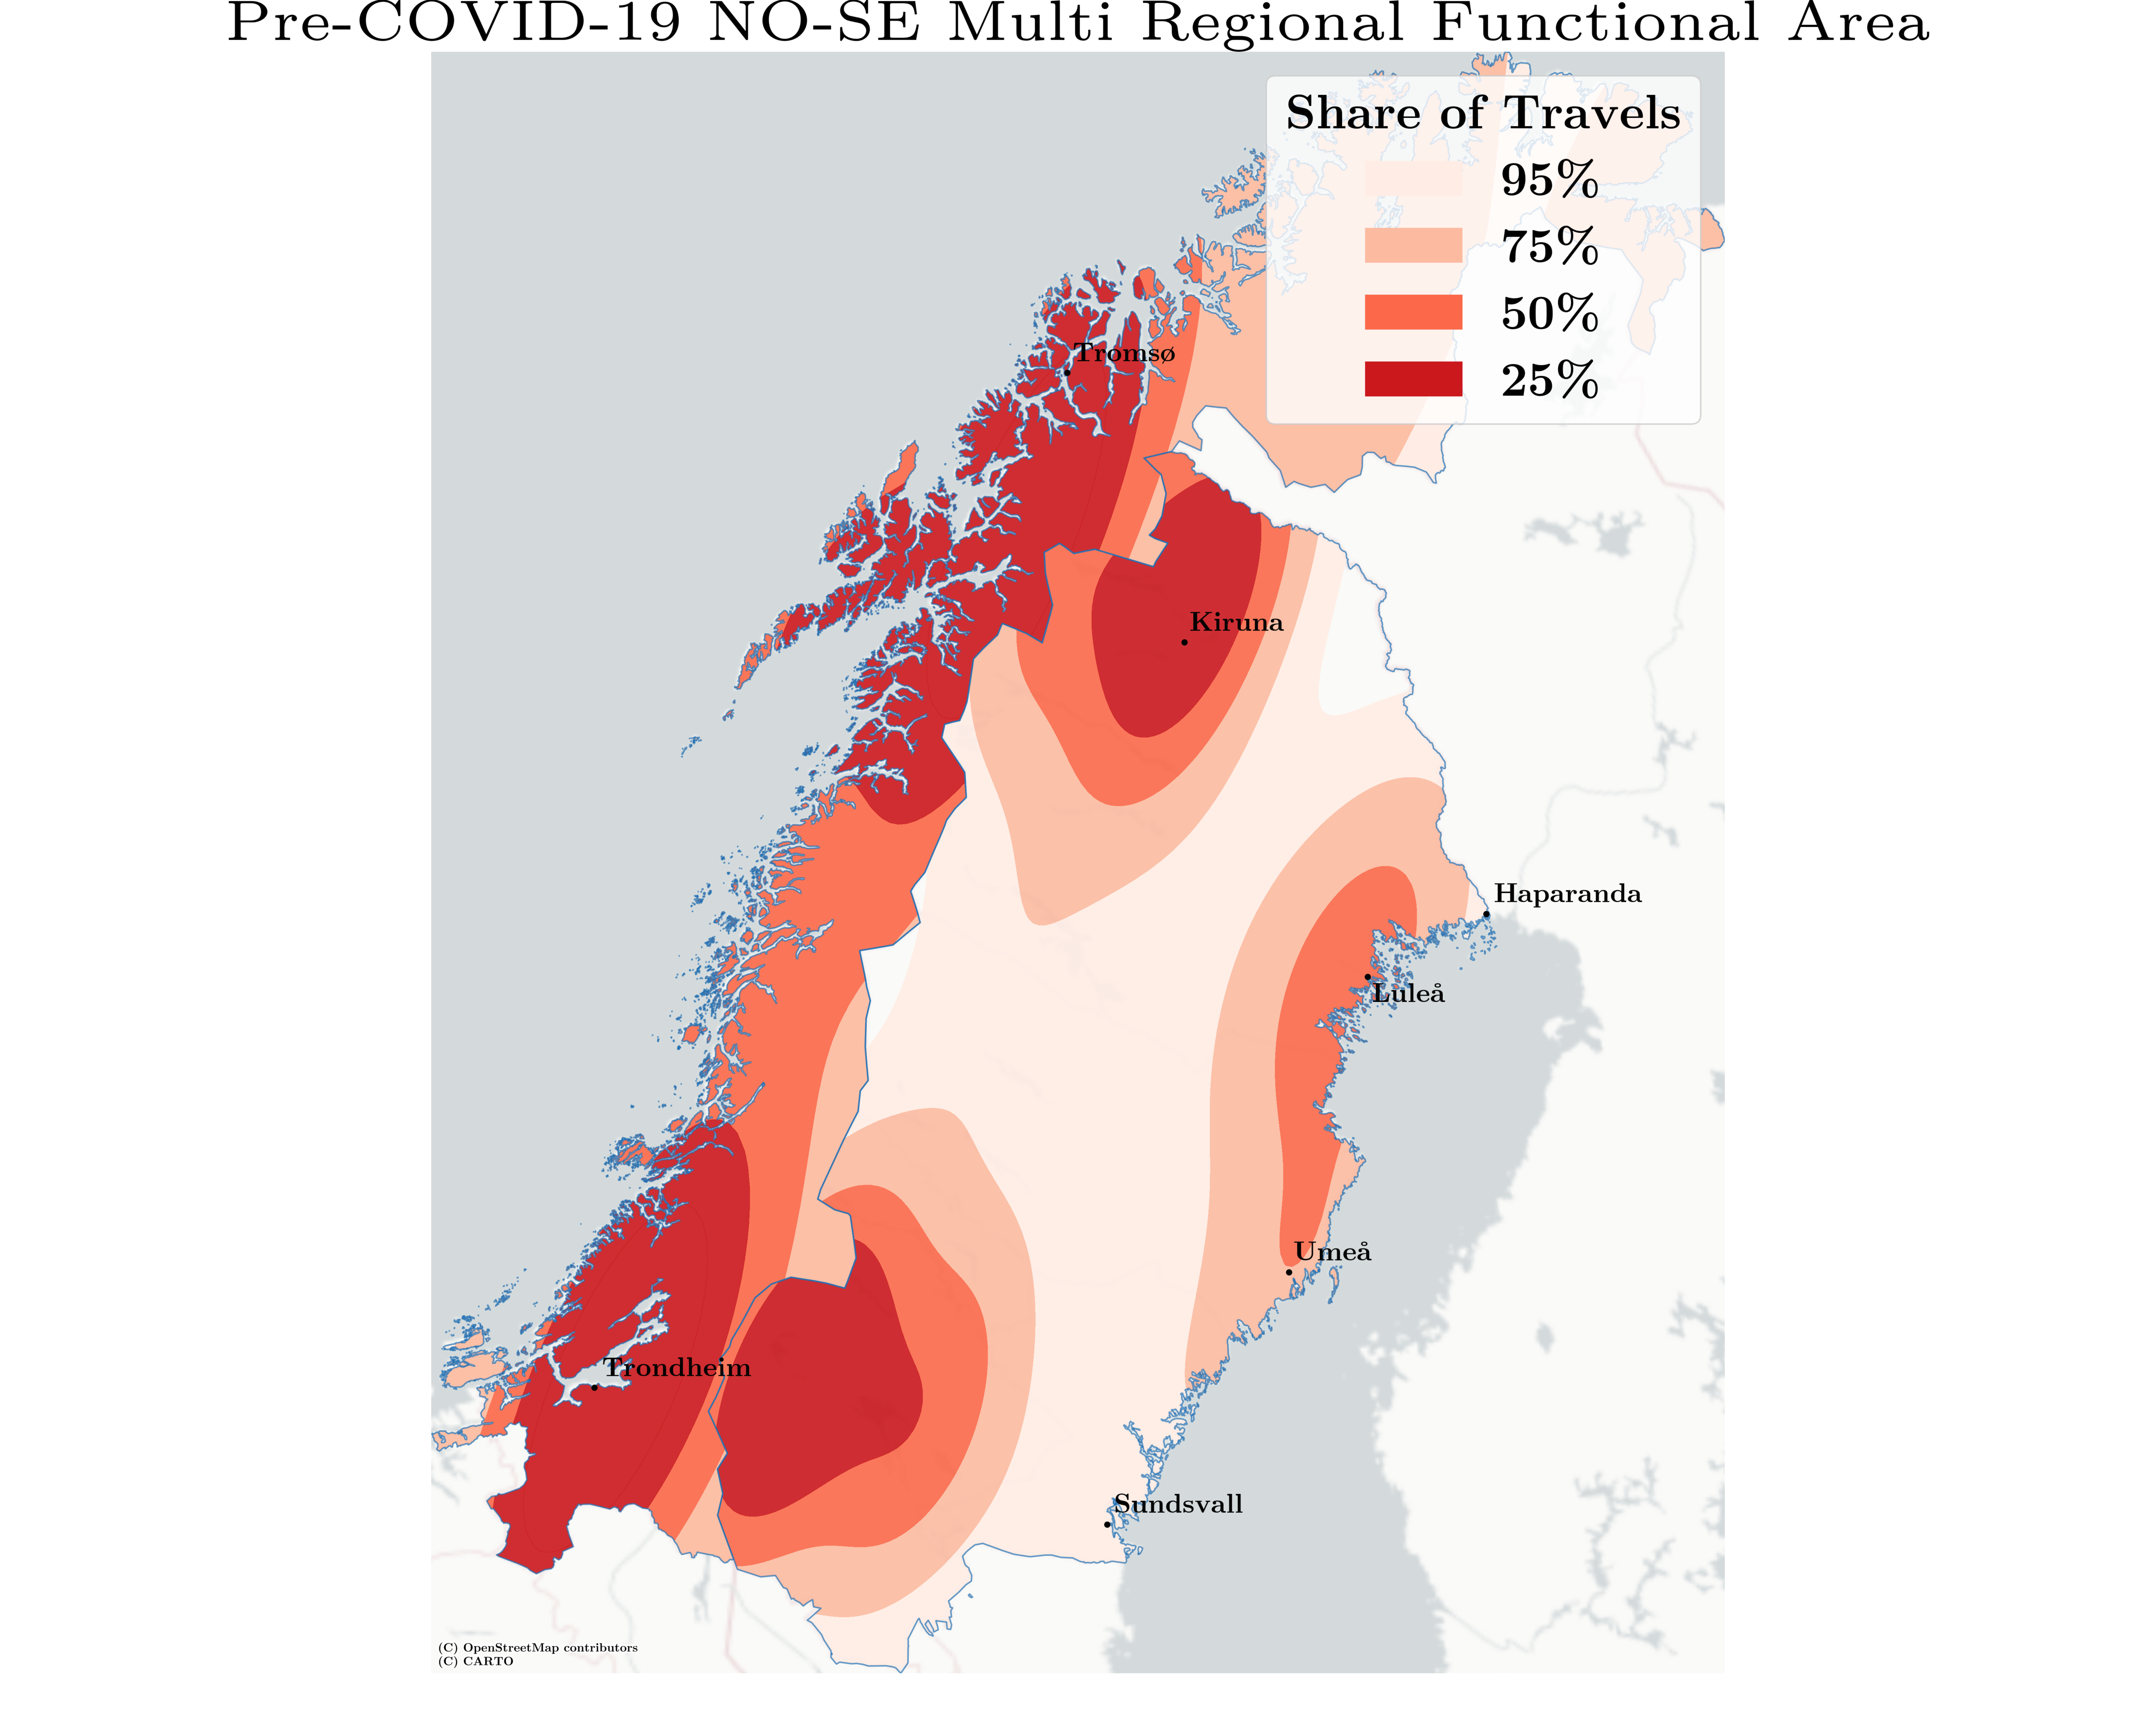 Pre-COVID-19 NO-SE Multi Regional Functional Area
Share of Travels
95%
75%
50%
25%
Tromsø
Kiruna
Haparanda
Luleå
Umeå
Trondheim
Sundsvall
(C) OpenStreetMap contributors
(C) CARTO